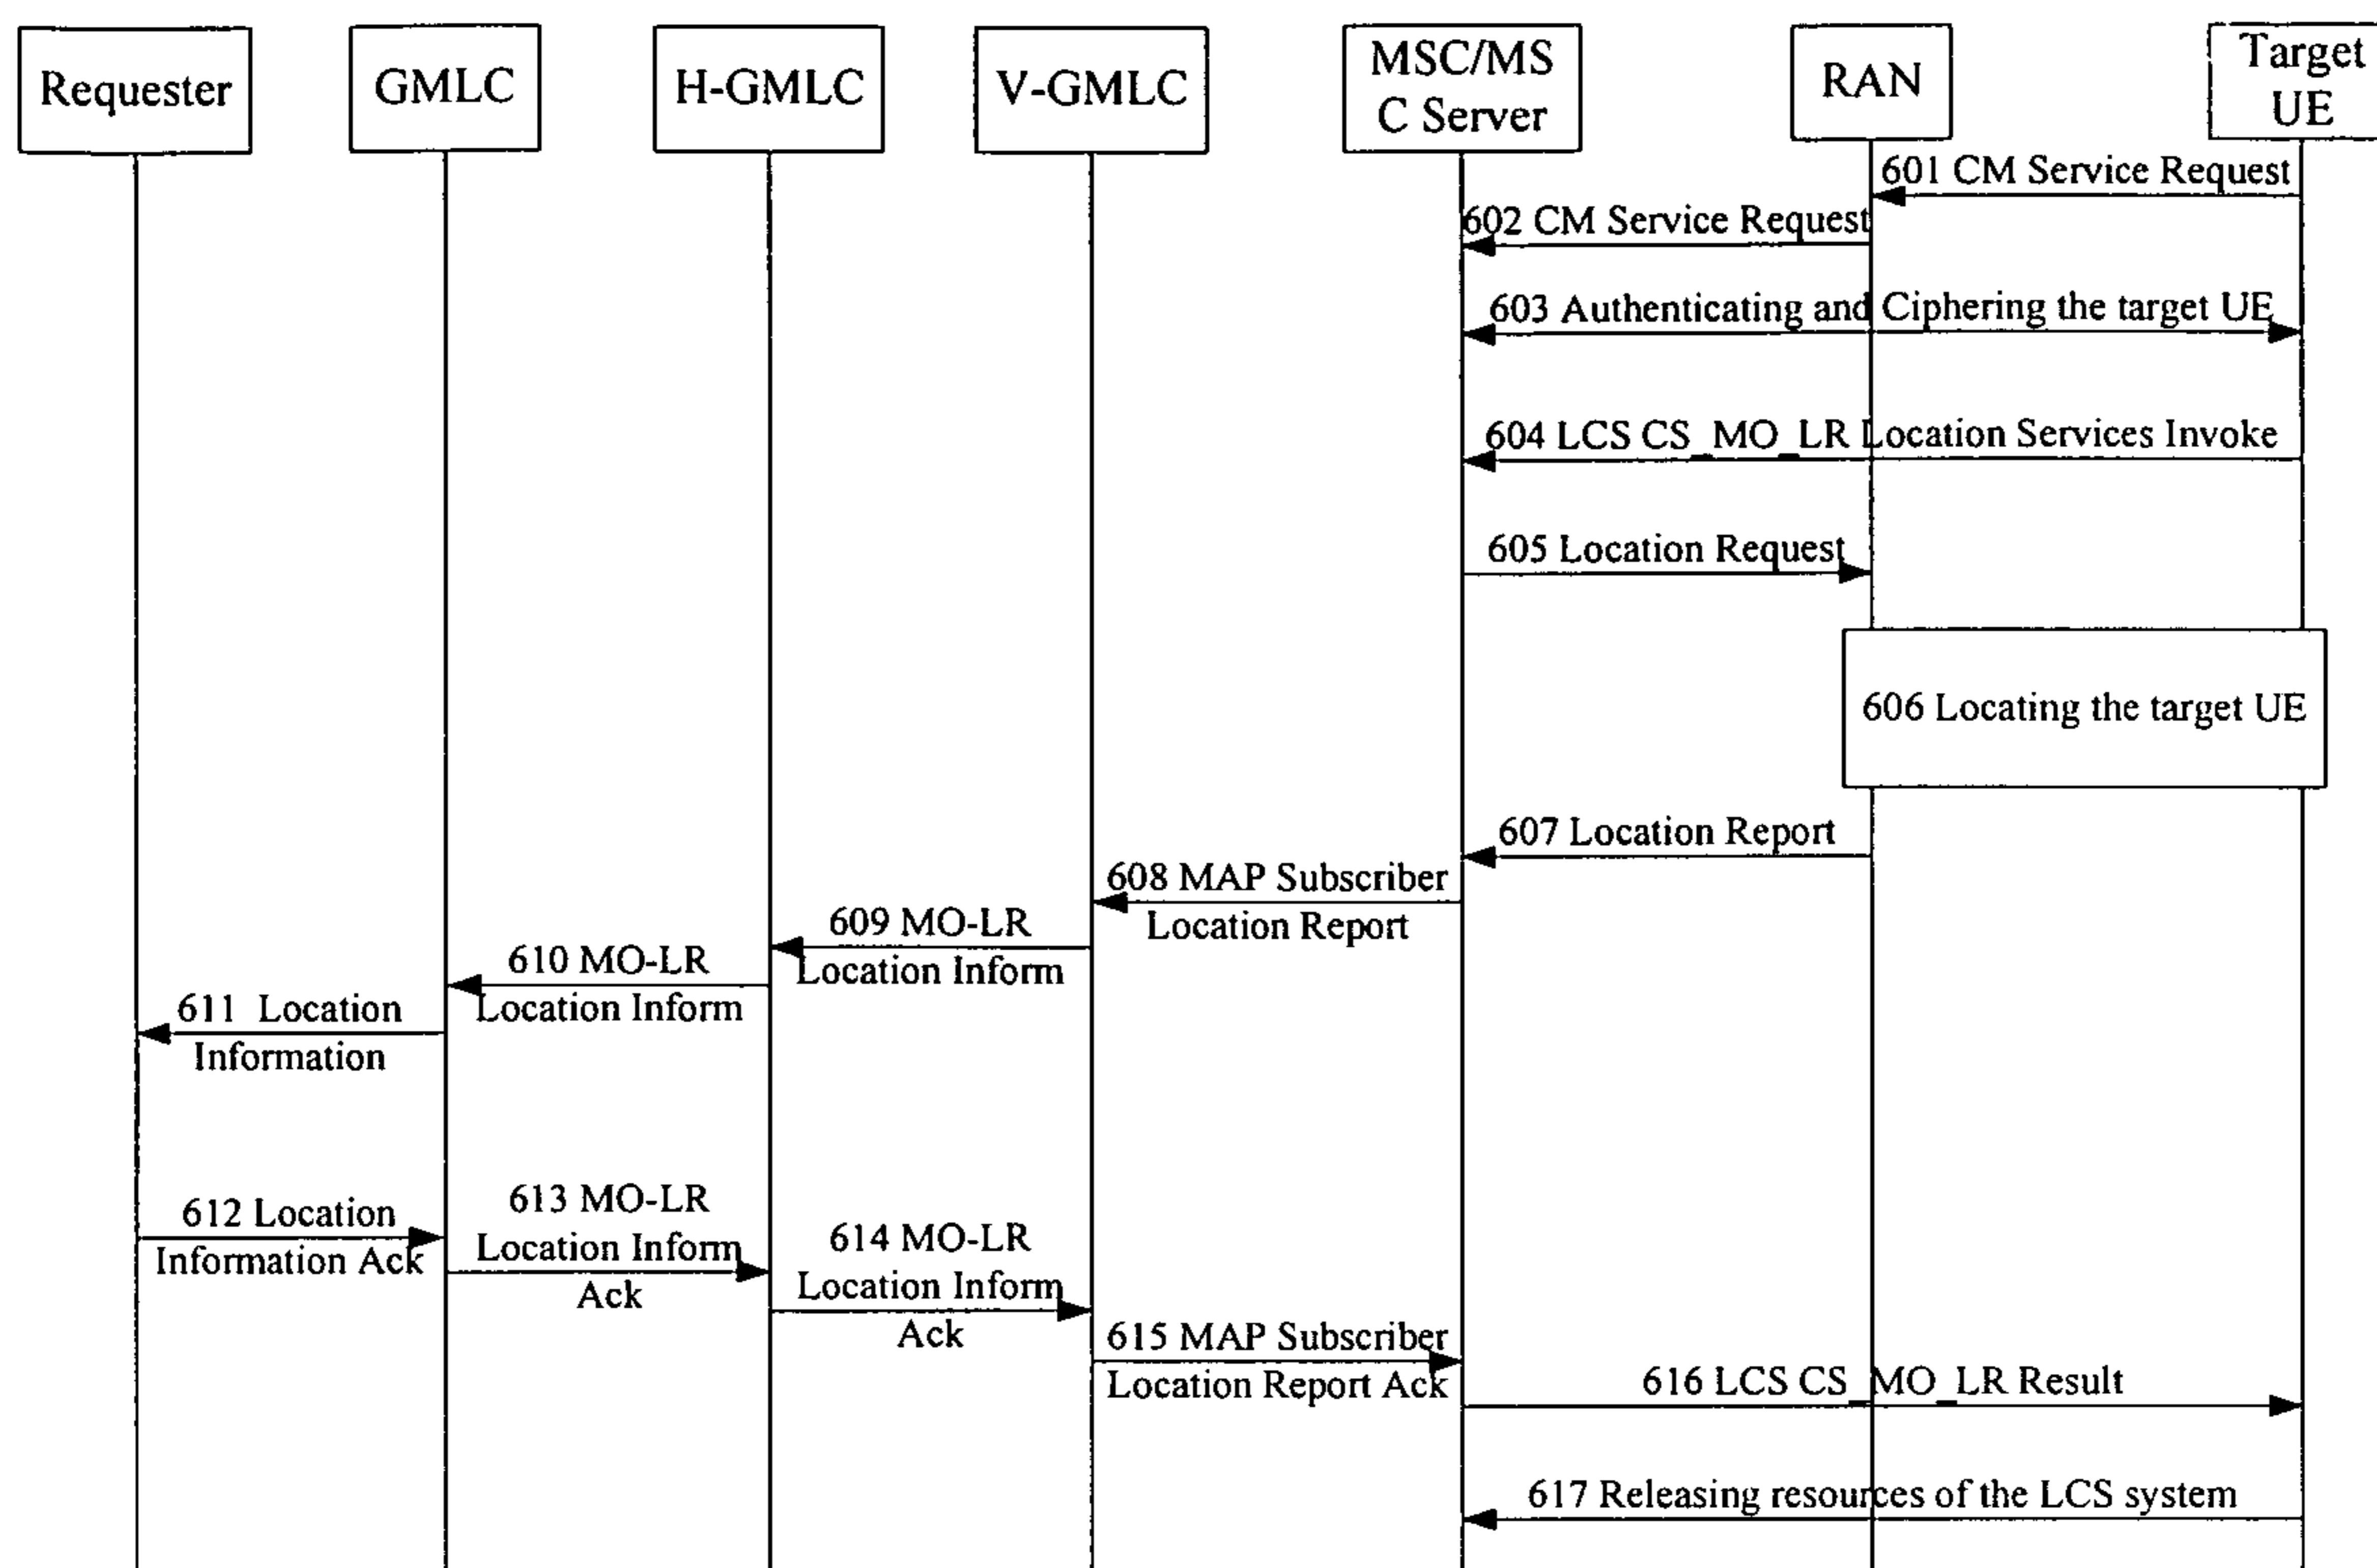 Requester
GMLC
H-GMLC
V-GMLC
MSC/MS
C Server
RAN
Target
UE
601 CM Service Request
602 CM Service Request
603 Authenticating and Ciphering the target UE
604 LCS CS_MO_LR Location Services Invoke
605 Location Request
606 Locating the target UE
607 Location Report
608 MAP Subscriber
Location Report
609 MO-LR
Location Inform
610 MO-LR
Location Inform
611 Location
Information
612 Location
Information Ack
613 MO-LR
Location Inform
Ack
614 MO-LR
Location Inform
Ack
615 MAP Subscriber
Location Report Ack
616 LCS CS_MO_LR Result
617 Releasing resources of the LCS system